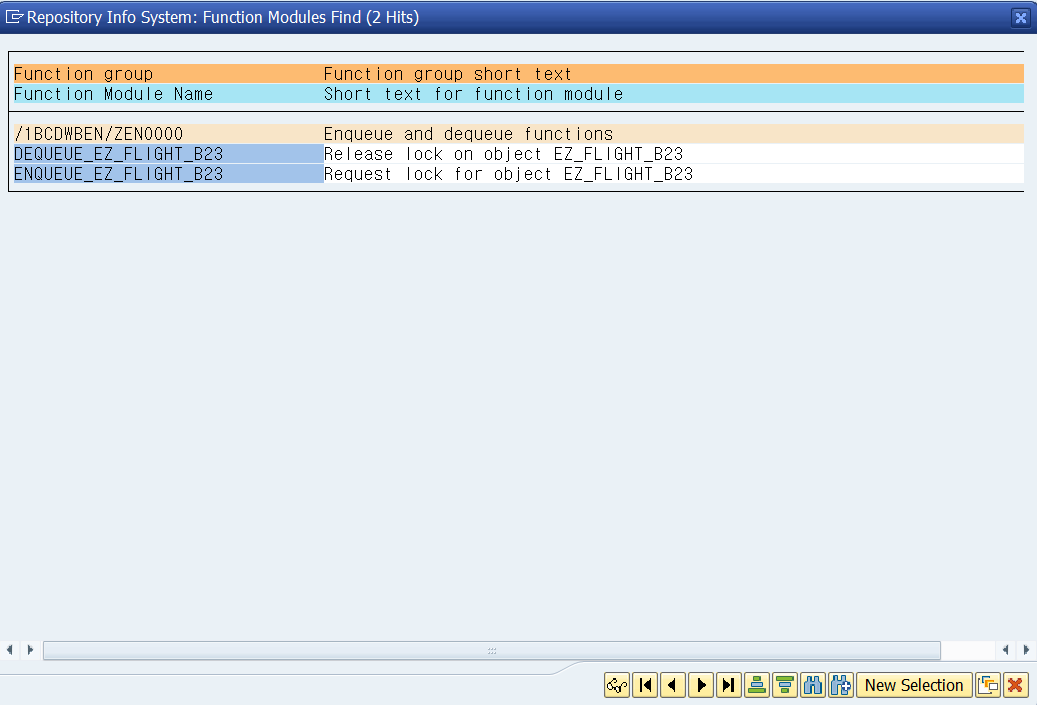 Repository Info System: Function Modules Find (2 Hits)
Function group Function group short text
Function Module Name Short text for function module
/1BCDWBEN/ZEN0000 Enqueue and dequeue functions
DEQUEUE_EZ_FLIGHT_B23 Release lock on object EZ_FLIGHT_B23
ENQUEUE_EZ_FLIGHT_B23 Request lock for object EZ_FLIGHT_B23
New Selection